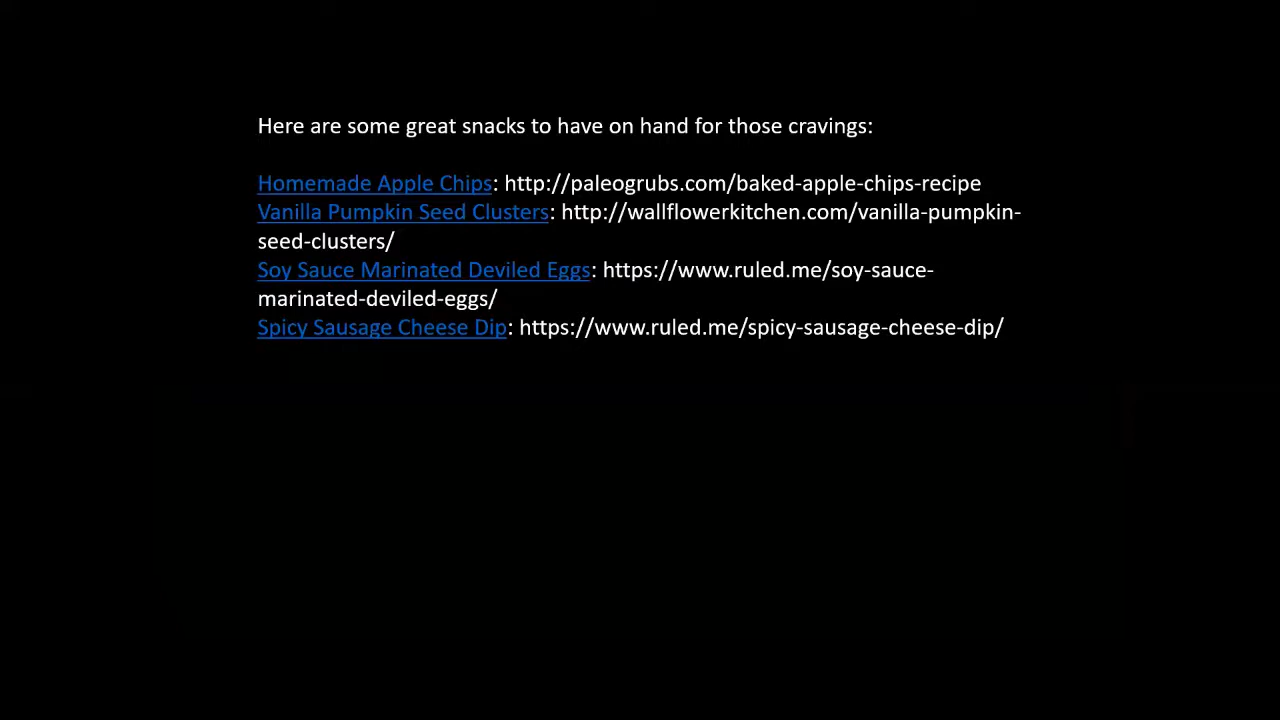 Here are some great snacks to have on hand for those cravings:
Homemade Apple Chips: http://paleogrubs.com/baked-apple-chips-recipe
Vanilla Pumpkin Seed Clusters: http://wallflowerkitchen.com/vanilla-pumpkin-
seed-clusters/
Soy Sauce Marinated Deviled Eggs: https://www.ruled.me/soy-sauce-
marinated-deviled-eggs/
Spicy Sausage Cheese Dip: https://www.ruled.me/spicy-sausage-cheese-dip/